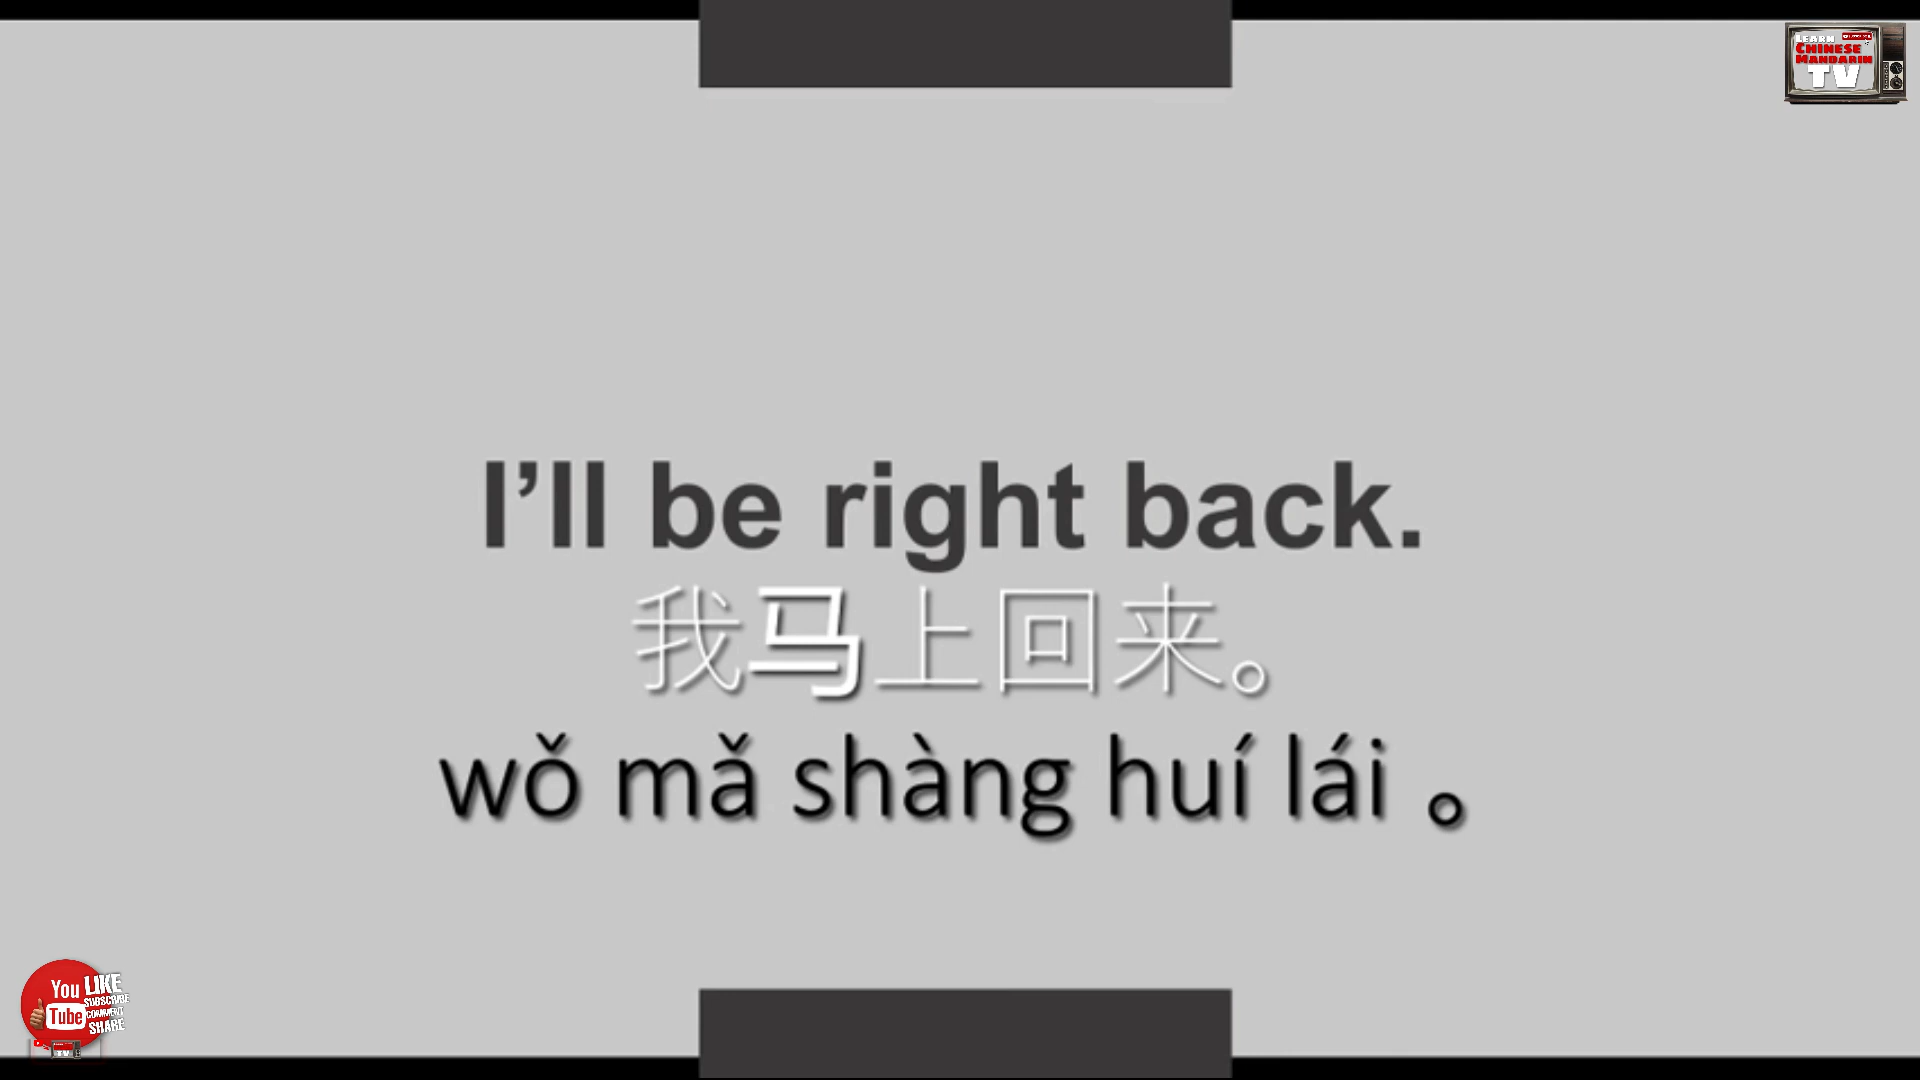 LEARN
CHINESE
MANDARIN
TV
I’ll be right back.
我马上回来。
wǒ mǎ shàng huí lái 。
You LIKE
SUBSCRIBE
Tube COMMENT
SHARE
TV